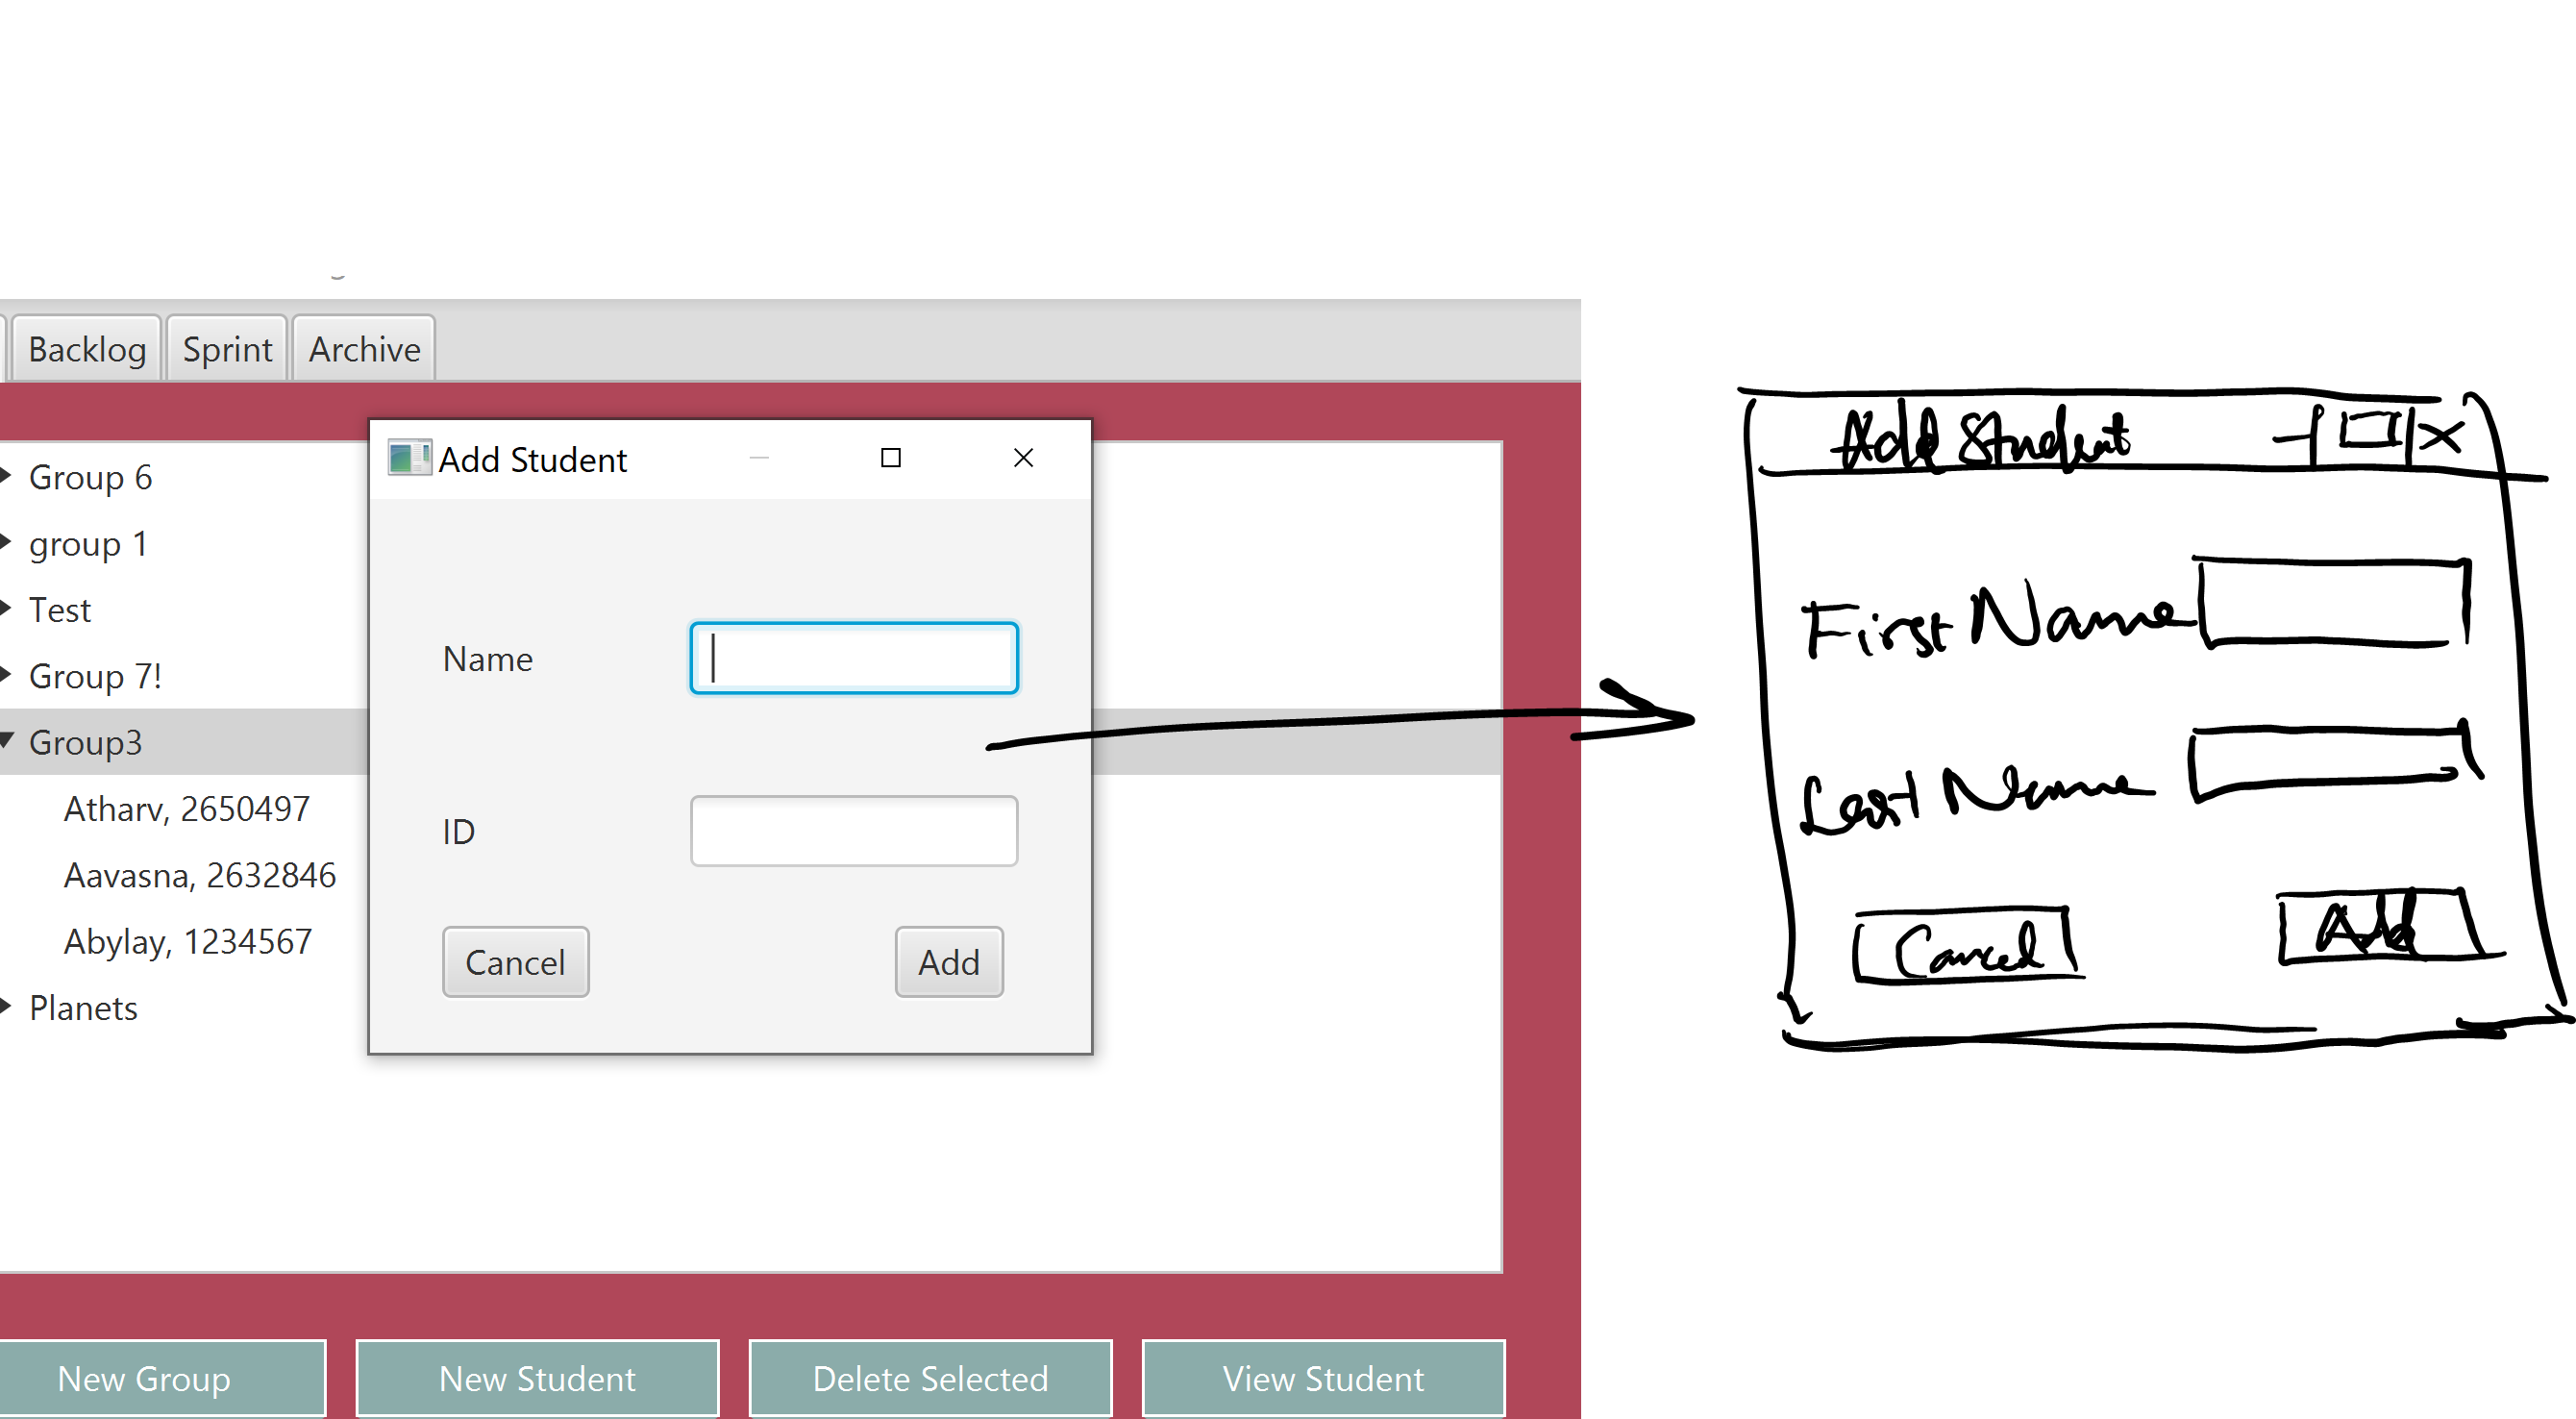 Backlog Sprint Archive
Group 6
group 1
Test
Group 7!
Group3
Atharv, 2650497
Aavasna, 2632846
Abylay, 1234567
Planets
Add Student
Name
ID
Cancel Add
New Group New Student Delete Selected View Student
Add Student
First Name
Last Name
Cancel Add